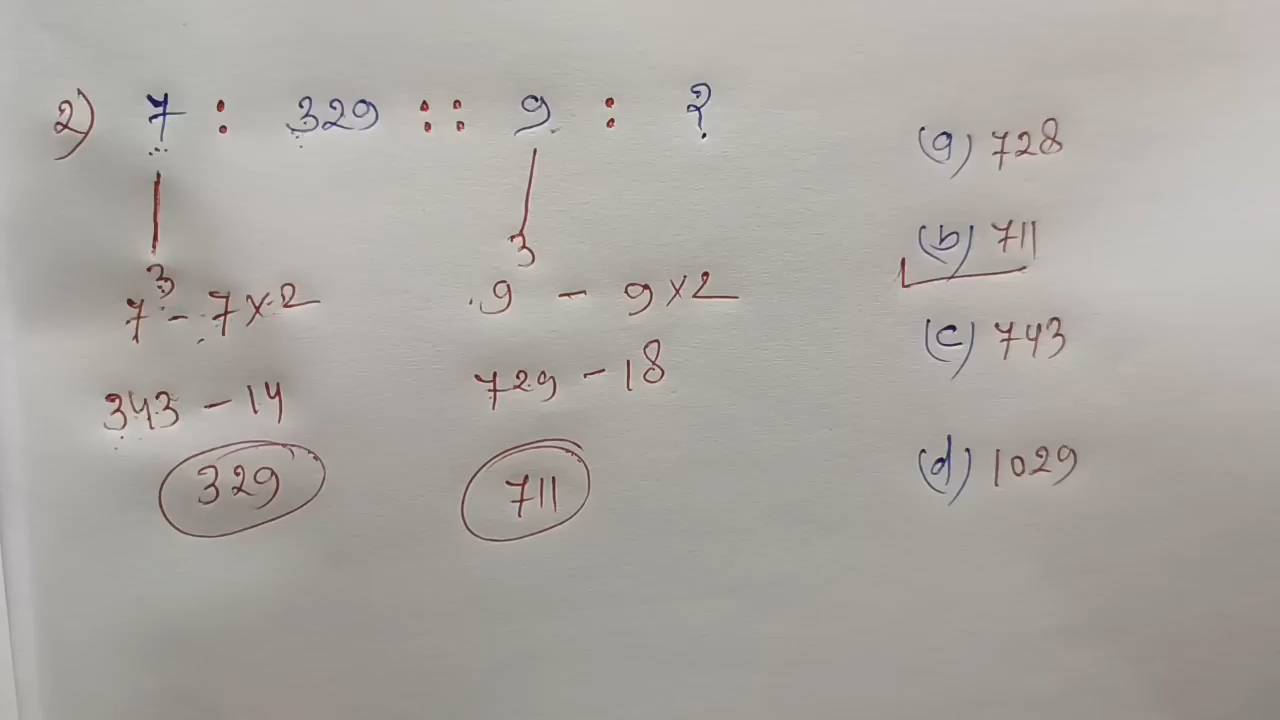 2) 7 : 329 :: 9 : ?
7³ - 7×2
343 - 14
329
9³ - 9×2
729 - 18
711
(a) 728
(b) 711
(c) 743
(d) 1029